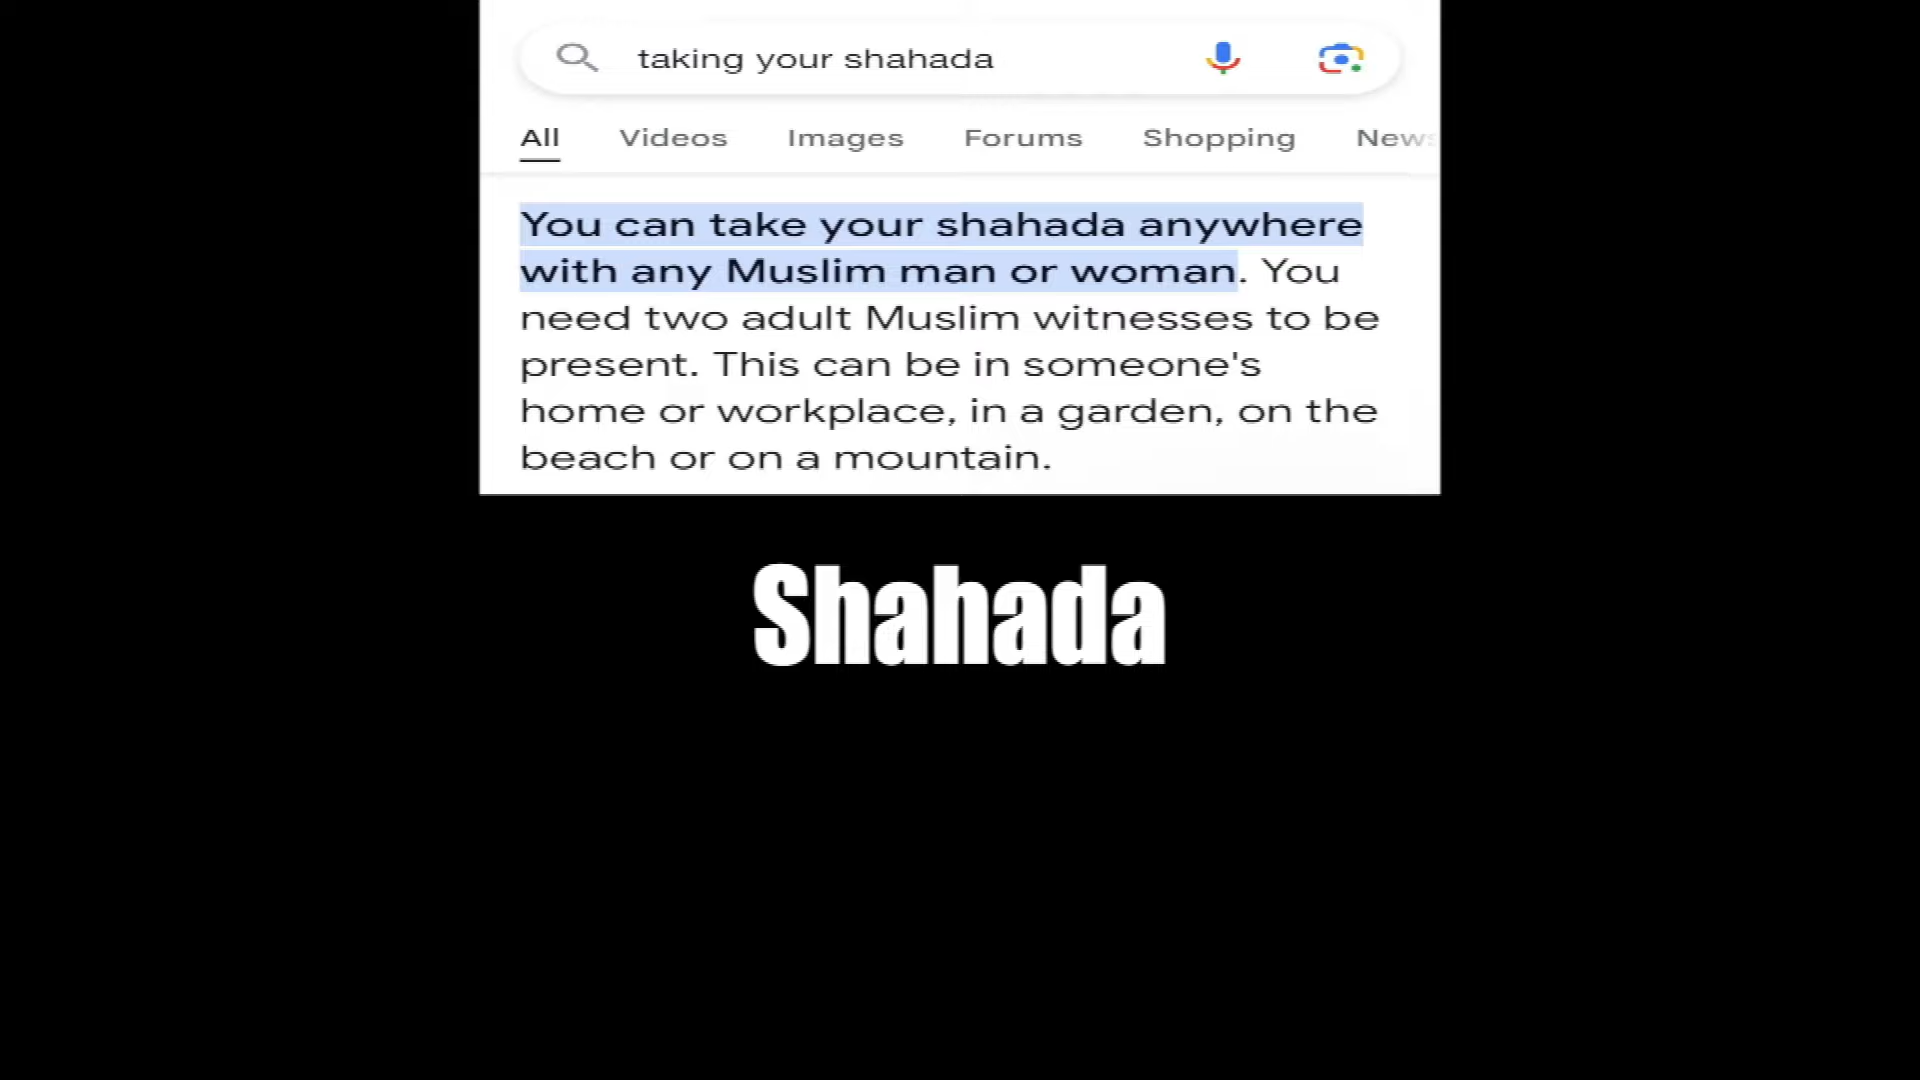 taking your shahada
All Videos Images Forums Shopping News
You can take your shahada anywhere
with any Muslim man or woman. You
need two adult Muslim witnesses to be
present. This can be in someone's
home or workplace, in a garden, on the
beach or on a mountain.
Shahada